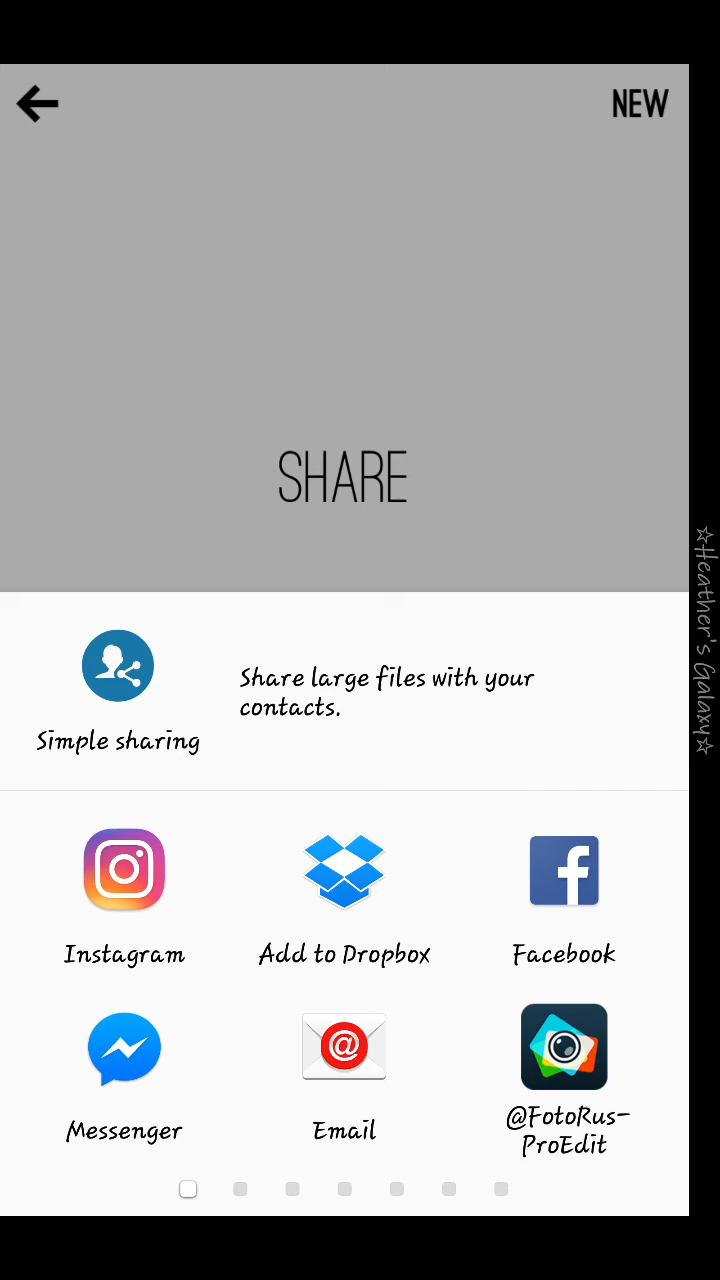 NEW
SHARE
Share large files with your
contacts.
Simple sharing
Instagram
Add to Dropbox
Facebook
Messenger
@
Email
@FotoRus-
ProEdit
☆Heather's Galaxy☆